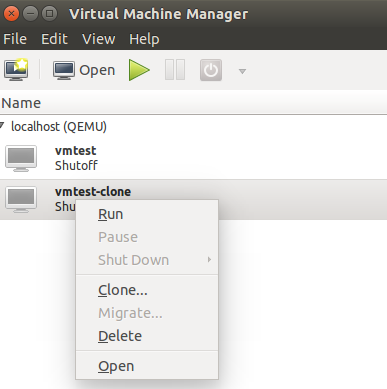 Virtual Machine Manager
File Edit View Help
Open
Name
localhost (QEMU)
vmtest
Shutoff
vmtest-clone
Shu
Run
Pause
Shut Down
Clone...
Migrate...
Delete
Open